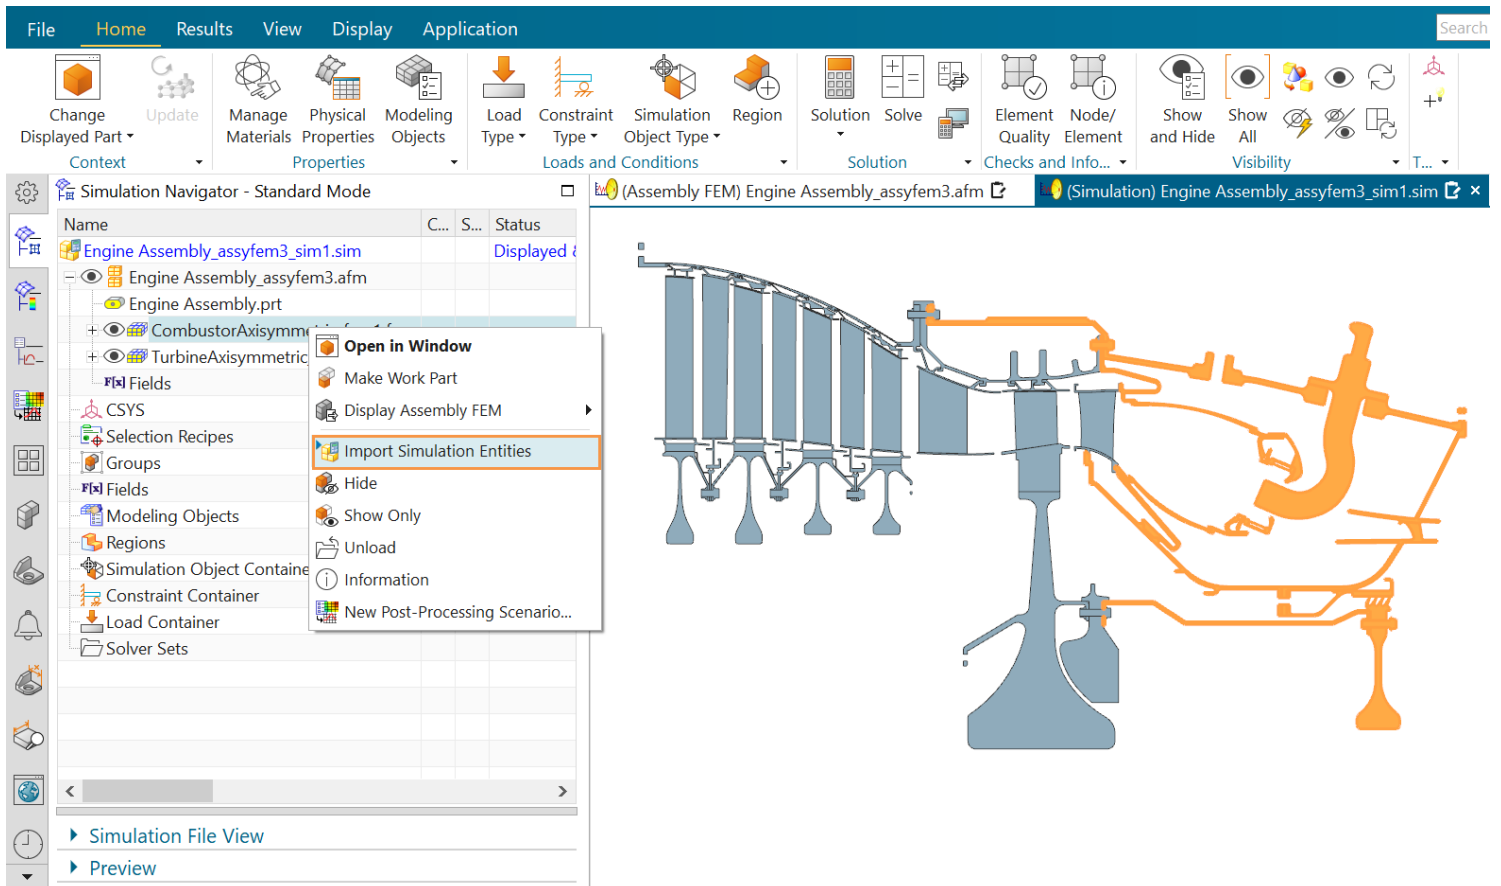 File Home Results View Display Application Search
Change Displayed Part
Update
Context
Manage Materials
Physical Properties
Modeling Objects
Properties
Load Type
Constraint Type
Simulation Object Type
Region
Loads and Conditions
Solution
Solve
Solution
Element Quality
Node/ Element
Checks and Info...
Show and Hide
Show All
Visibility
T...
Simulation Navigator - Standard Mode
(Assembly FEM) Engine Assembly_assyfem3.afm
(Simulation) Engine Assembly_assyfem3_sim1.sim
Name C... S... Status
Engine Assembly_assyfem3_sim1.sim Displayed &
Engine Assembly_assyfem3.afm
Engine Assembly.prt
TurbineAxisymmetric
F[x] Fields
CSYS
Selection Recipes
Groups
F[x] Fields
Modeling Objects
Regions
Simulation Object Containe
Constraint Container
Load Container
Solver Sets
Open in Window
Make Work Part
Display Assembly FEM
Import Simulation Entities
Hide
Show Only
Unload
Information
New Post-Processing Scenario...
Simulation File View
Preview